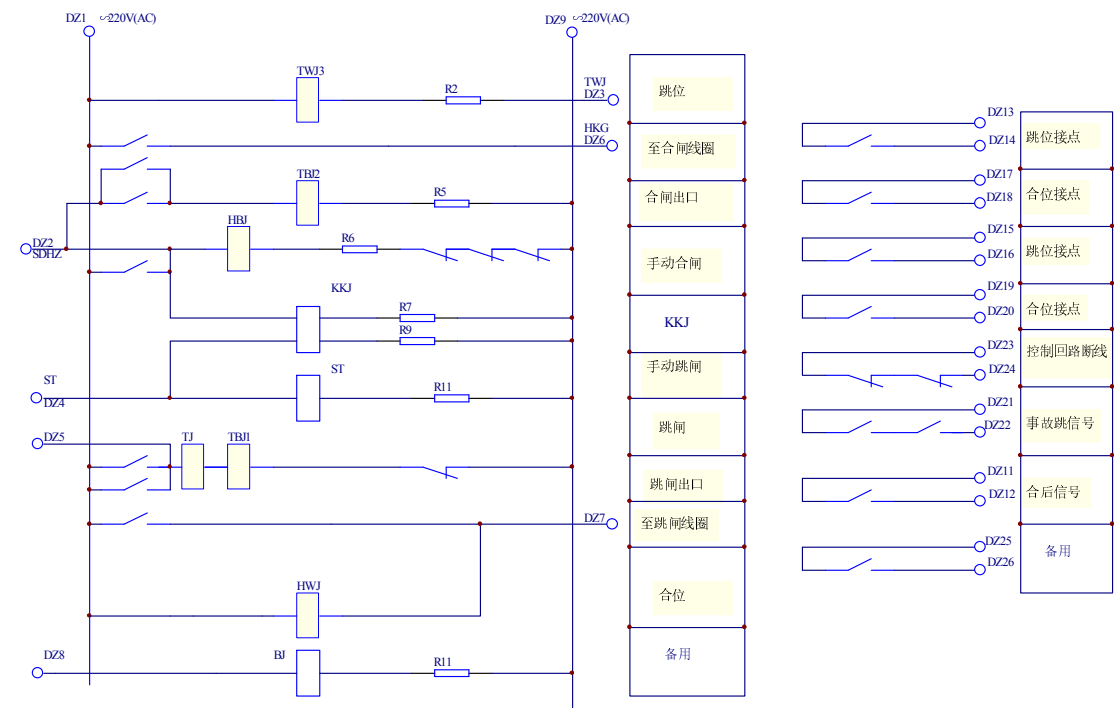 DZ1 ∽220V(AC)
DZ9 ∽220V(AC)
TWJ3
R2
TWJ
DZ3
跳位
HKG
DZ6
至合闸线圈
TBJ2
R5
合闸出口
HBJ
DZ2
SDHZ
R6
手动合闸
KKJ
R7
R9
KKJ
ST
ST
DZ4
R11
手动跳闸
DZ5
TJ
TBJ1
跳闸
跳闸出口
DZ7
至跳闸线圈
HWJ
合位
DZ8
BJ
R11
备用
DZ13
DZ14
跳位接点
DZ17
DZ18
合位接点
DZ15
DZ16
跳位接点
DZ19
DZ20
合位接点
DZ23
DZ24
控制回路断线
DZ21
DZ22
事故跳信号
DZ11
DZ12
合后信号
DZ25
DZ26
备用